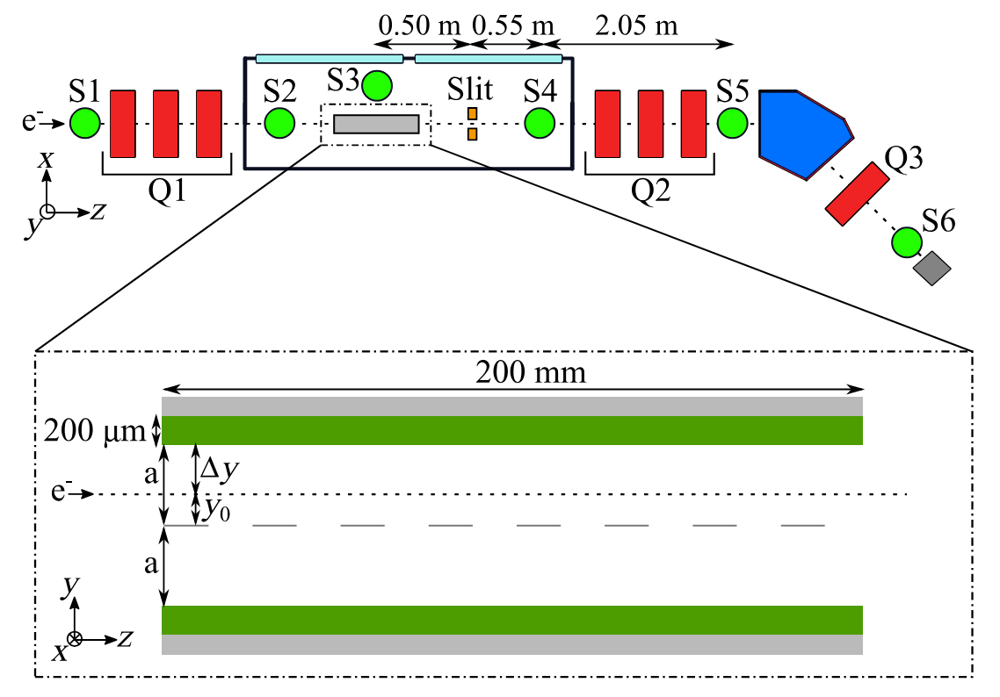 0.50 m 0.55 m 2.05 m
S1 S2 S3 Slit S4 S5
e-
x
y z
Q1 Q2 Q3
S6
200 mm
200 μm
a Δy
e-
y0
a
y
x z